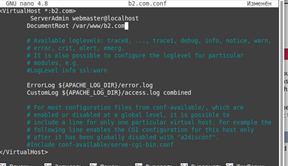 GNU nano 4.8 b2.com.conf Изменён
<VirtualHost *:b2.com>
ServerAdmin webmaster@localhost
DocumentRoot /var/www/b2.com
# Available loglevels: trace8, ..., trace1, debug, info, notice, warn,
# error, crit, alert, emerg.
# It is also possible to configure the loglevel for particular
# modules, e.g.
#LogLevel info ssl:warn
ErrorLog ${APACHE_LOG_DIR}/error.log
CustomLog ${APACHE_LOG_DIR}/access.log combined
# For most configuration files from conf-available/, which are
# enabled or disabled at a global level, it is possible to
# include a line for only one particular virtual host. For example the
# following line enables the CGI configuration for this host only
# after it has been globally disabled with "a2disconf".
#Include conf-available/serve-cgi-bin.conf
</VirtualHost>